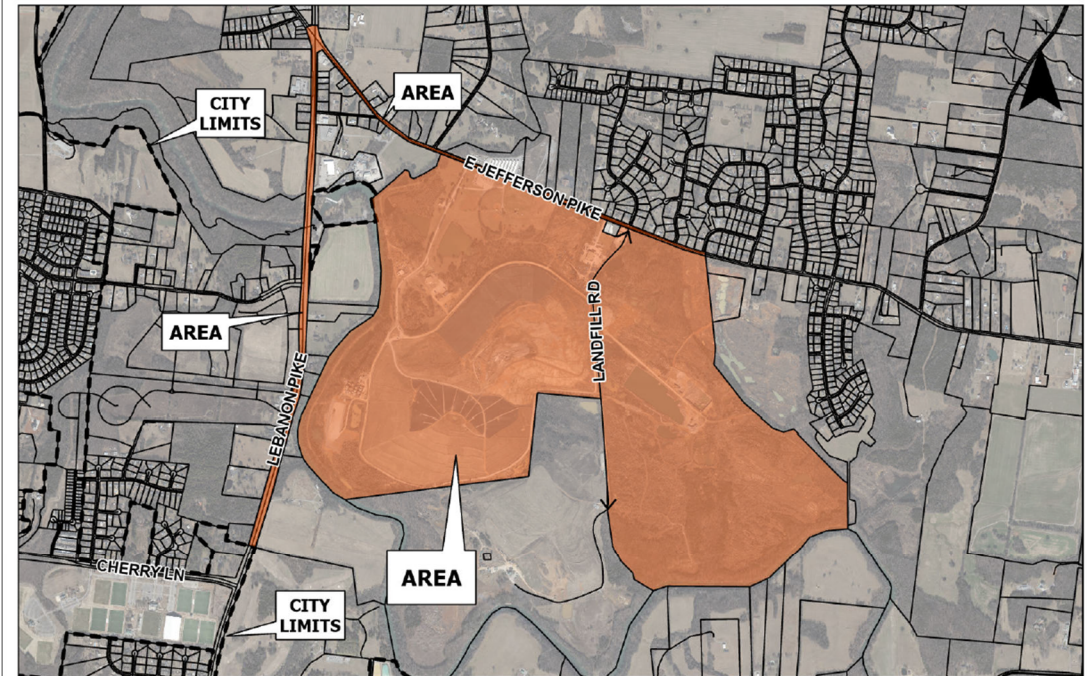 N
AREA
CITY
LIMITS
E JEFFERSON PIKE
LANDFILL RD
AREA
LEBANON PIKE
AREA
CHERRY LN
CITY
LIMITS